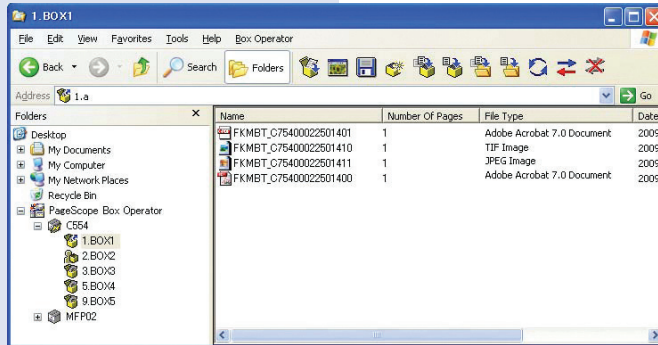 1.BOX1
File Edit View Favorites Tools Help Box Operator
Back Search Folders
Address 1.a Go
Folders x Name Number Of Pages File Type Date
Desktop FKMBT_C75400022501401 1 Adobe Acrobat 7.0 Document 2009
My Documents FKMBT_C75400022501410 1 TIF Image 2009
My Computer FKMBT_C75400022501411 1 JPEG Image 2009
My Network Places FKMBT_C75400022501400 1 Adobe Acrobat 7.0 Document 2009
Recycle Bin
PageScope Box Operator
C554
1.BOX1
2.BOX2
3.BOX3
5.BOX4
9.BOX5
MFP02